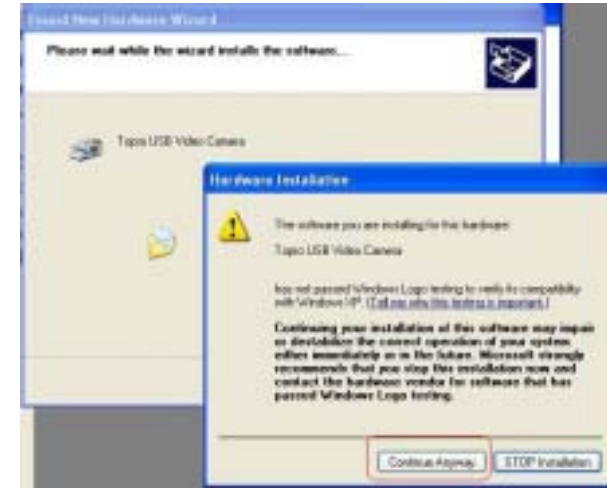 Found New Hardware Wizard
Please wait while the wizard installs the software...
Topro USB Video Camera
Hardware Installation
The software you are installing for this hardware:
Topro USB Video Camera
has not passed Windows Logo testing to verify its compatibility
with Windows XP. (Tell me why this testing is important.)
Continuing your installation of this software may impair
or destabilize the correct operation of your system
either immediately or in the future. Microsoft strongly
recommends that you stop this installation now and
contact the hardware vendor for software that has
passed Windows Logo testing.
Continue Anyway
STOP Installation